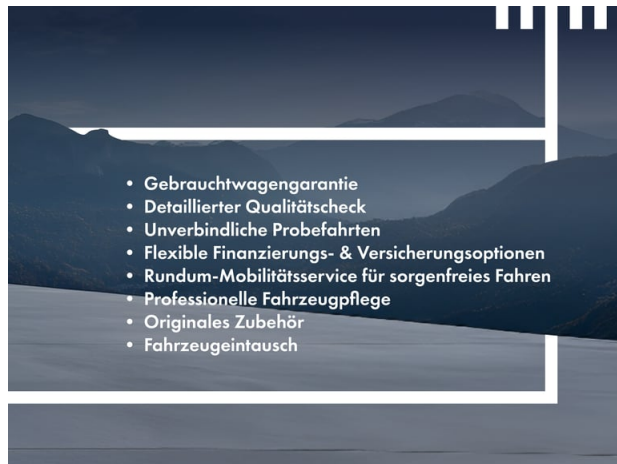 • Gebrauchtwagengarantie
• Detaillierter Qualitätscheck
• Unverbindliche Probefahrten
• Flexible Finanzierungs- & Versicherungsoptionen
• Rundum-Mobilitätsservice für sorgenfreies Fahren
• Professionelle Fahrzeugpflege
• Originales Zubehör
• Fahrzeugeintausch